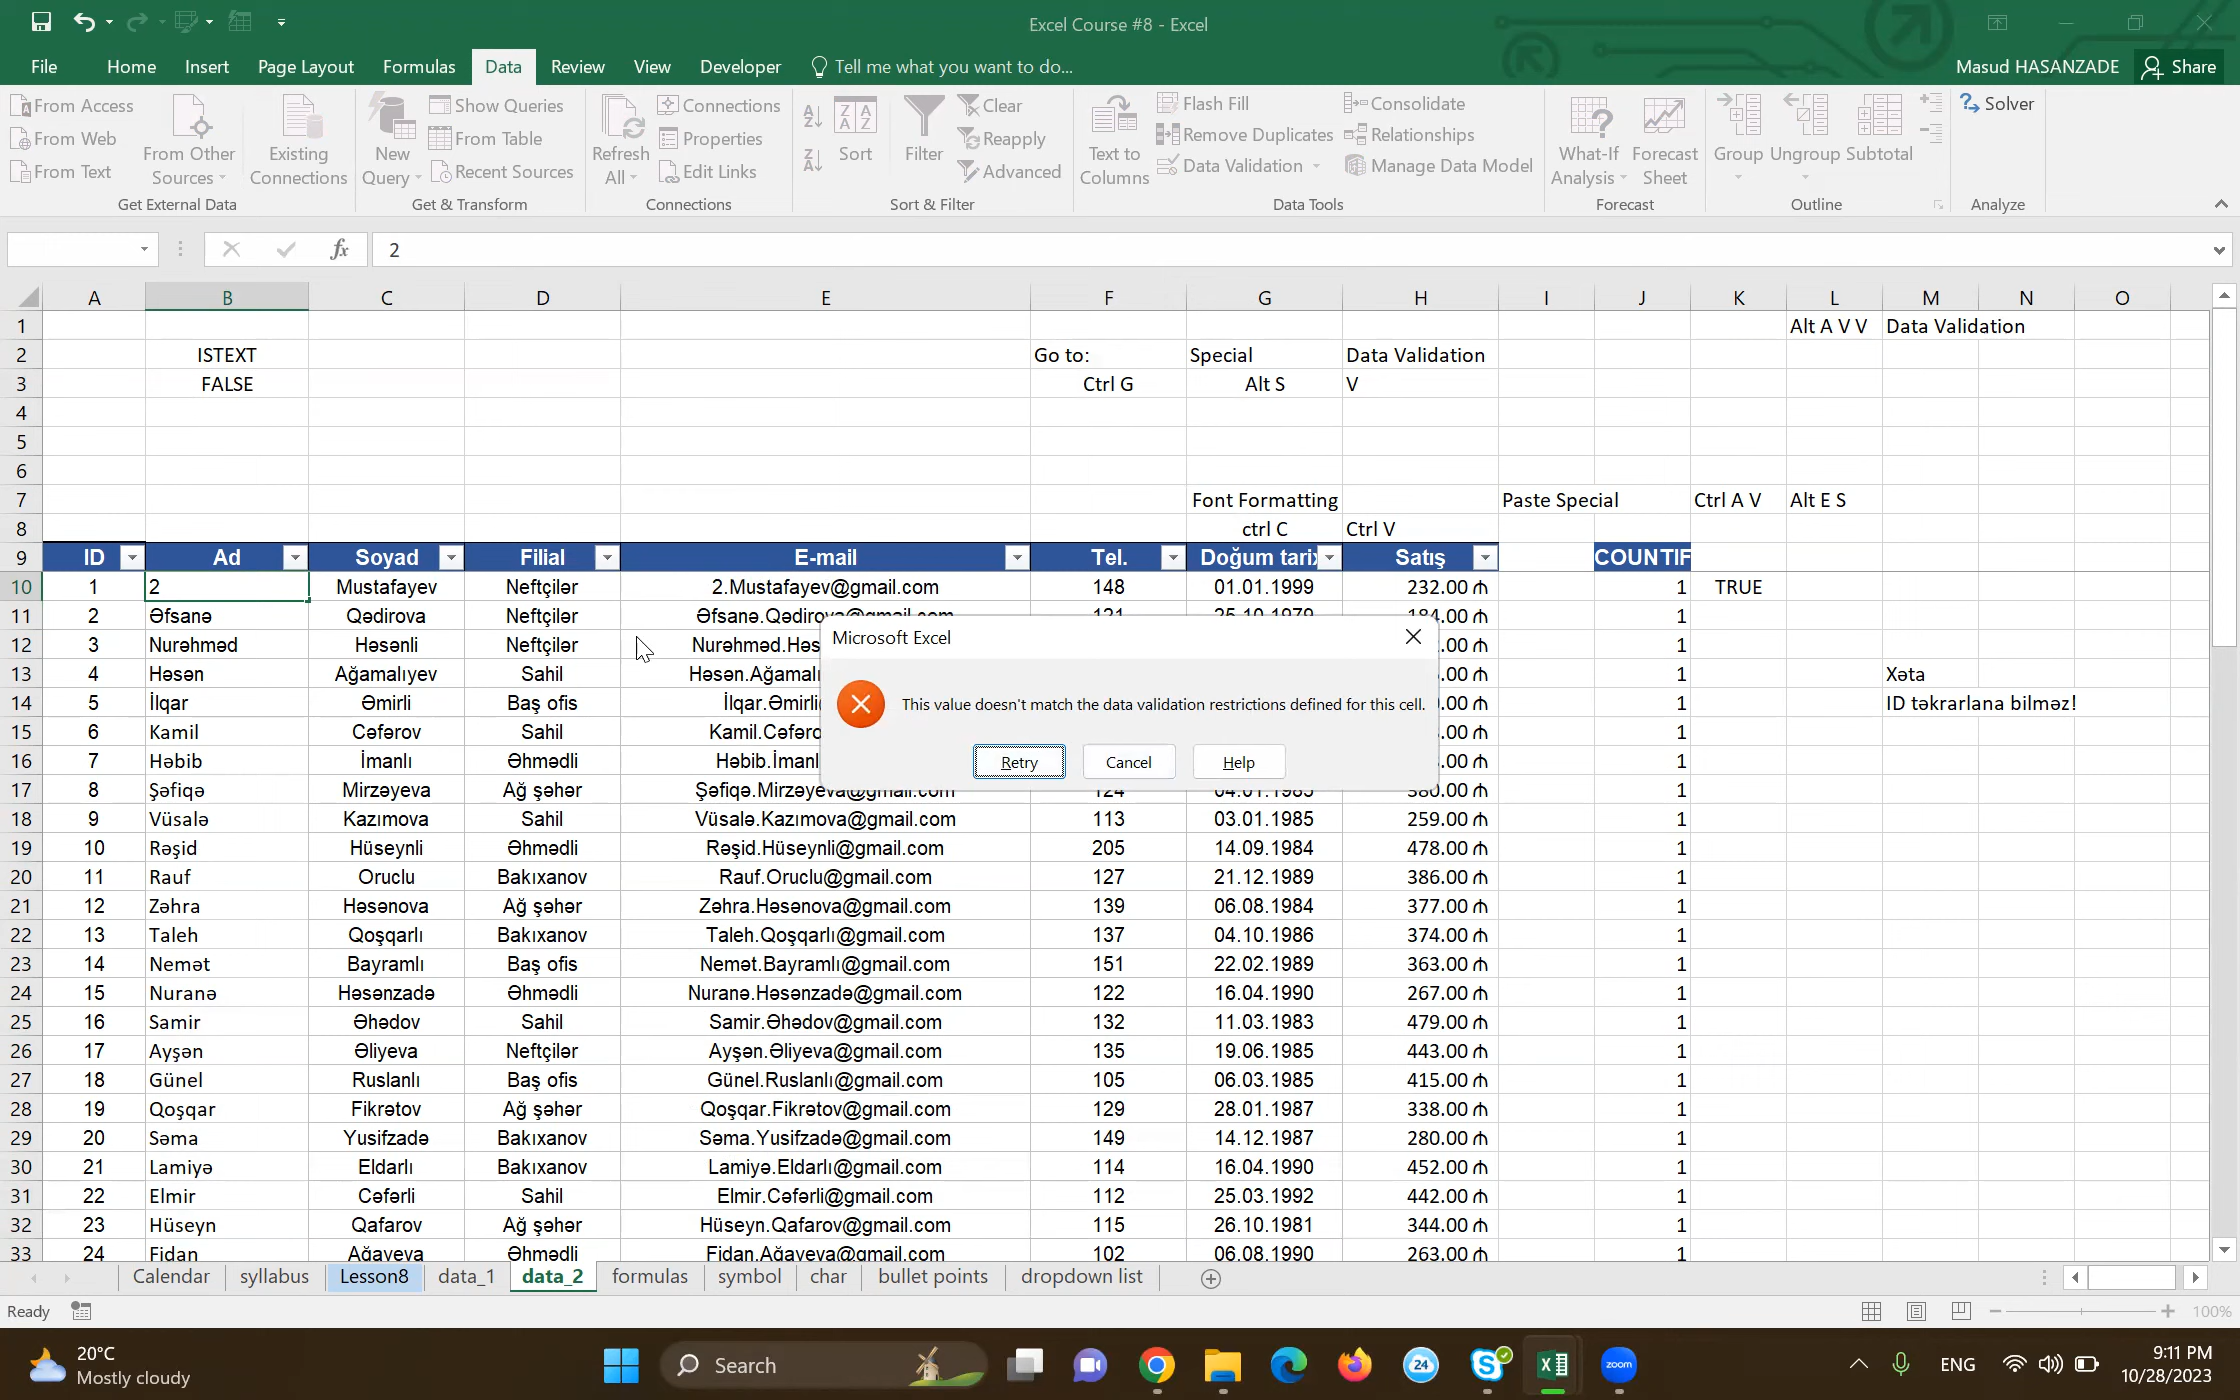 Excel Course #8 - Excel
File Home Insert Page Layout Formulas Data Review View Developer Tell me what you want to do... Masud HASANZADE Share
From Access
From Web
From Text
From Other Sources
Existing Connections
Get External Data
New Query
Show Queries
From Table
Recent Sources
Get & Transform
Refresh All
Connections
Properties
Edit Links
Connections
Sort
Filter
Clear
Reapply
Advanced
Sort & Filter
Text to Columns
Flash Fill
Remove Duplicates
Data Validation
Consolidate
Relationships
Manage Data Model
Data Tools
What-If Analysis
Forecast Sheet
Forecast
Group Ungroup Subtotal
Outline
Solver
Analyze
fx 2
A B C D E F G H I J K L M N O
1 Alt A V V Data Validation
2 ISTEXT Go to: Special Data Validation
3 FALSE Ctrl G Alt S V
4
5
6
7 Font Formatting Paste Special Ctrl A V Alt E S
8 ctrl C Ctrl V
9 ID Ad Soyad Filial E-mail Tel. Doğum tarix Satış COUNTIF
10 1 2 Mustafayev Neftçilər 2.Mustafayev@gmail.com 148 01.01.1999 232.00 ₼ 1 TRUE
11 2 Əfsanə Qədirova Neftçilər Əfsanə.Qədirova@gmail.com 121 25.10.1979 184.00 ₼ 1
12 3 Nurəhməd Həsənli Neftçilər Nurəhməd.Həs .00 ₼ 1
13 4 Həsən Ağamalıyev Sahil Həsən.Ağamalı .00 ₼ 1 Xəta
14 5 İlqar Əmirli Baş ofis İlqar.Əmirli .00 ₼ 1 ID təkrarlana bilməz!
15 6 Kamil Cəfərov Sahil Kamil.Cəfəro .00 ₼ 1
16 7 Həbib İmanlı Əhmədli Həbib.İmanl .00 ₼ 1
17 8 Şəfiqə Mirzəyeva Ağ şəhər Şəfiqə.Mirzəyeva@gmail.com 124 04.01.1985 380.00 ₼ 1
18 9 Vüsalə Kazımova Sahil Vüsalə.Kazımova@gmail.com 113 03.01.1985 259.00 ₼ 1
19 10 Rəşid Hüseynli Əhmədli Rəşid.Hüseynli@gmail.com 205 14.09.1984 478.00 ₼ 1
20 11 Rauf Oruclu Bakıxanov Rauf.Oruclu@gmail.com 127 21.12.1989 386.00 ₼ 1
21 12 Zəhra Həsənova Ağ şəhər Zəhra.Həsənova@gmail.com 139 06.08.1984 377.00 ₼ 1
22 13 Taleh Qoşqarlı Bakıxanov Taleh.Qoşqarlı@gmail.com 137 04.10.1986 374.00 ₼ 1
23 14 Nemət Bayramlı Baş ofis Nemət.Bayramlı@gmail.com 151 22.02.1989 363.00 ₼ 1
24 15 Nuranə Həsənzadə Əhmədli Nuranə.Həsənzadə@gmail.com 122 16.04.1990 267.00 ₼ 1
25 16 Samir Əhədov Sahil Samir.Əhədov@gmail.com 132 11.03.1983 479.00 ₼ 1
26 17 Ayşən Əliyeva Neftçilər Ayşən.Əliyeva@gmail.com 135 19.06.1985 443.00 ₼ 1
27 18 Günel Ruslanlı Baş ofis Günel.Ruslanlı@gmail.com 105 06.03.1985 415.00 ₼ 1
28 19 Qoşqar Fikrətov Ağ şəhər Qoşqar.Fikrətov@gmail.com 129 28.01.1987 338.00 ₼ 1
29 20 Səma Yusifzadə Bakıxanov Səma.Yusifzadə@gmail.com 149 14.12.1987 280.00 ₼ 1
30 21 Lamiyə Eldarlı Bakıxanov Lamiyə.Eldarlı@gmail.com 114 16.04.1990 452.00 ₼ 1
31 22 Elmir Cəfərli Sahil Elmir.Cəfərli@gmail.com 112 25.03.1992 442.00 ₼ 1
32 23 Hüseyn Qafarov Ağ şəhər Hüseyn.Qafarov@gmail.com 115 26.10.1981 344.00 ₼ 1
33 24 Fidan Ağayeva Əhmədli Fidan.Ağayeva@gmail.com 102 06.08.1990 263.00 ₼ 1
Microsoft Excel
This value doesn't match the data validation restrictions defined for this cell.
Retry Cancel Help
Calendar syllabus Lesson8 data_1 data_2 formulas symbol char bullet points dropdown list
Ready 100%
20°C
Mostly cloudy
Search
24
zoom
ENG
9:11 PM
10/28/2023